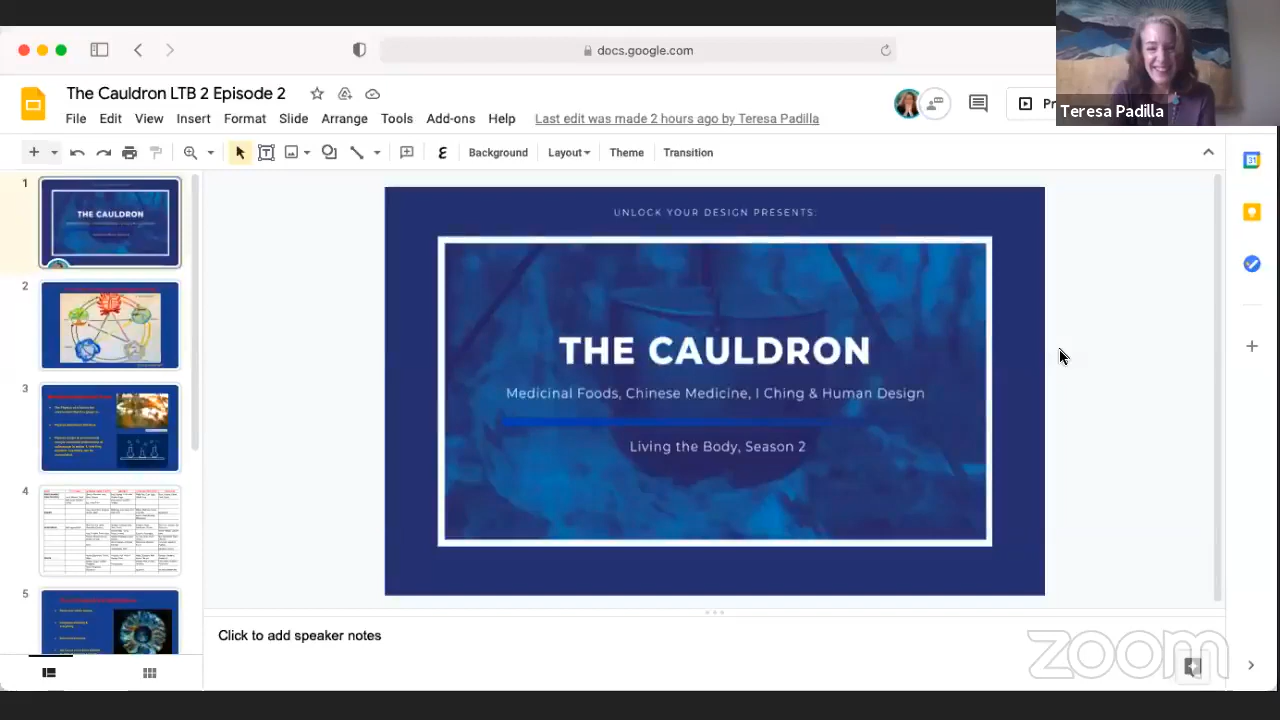 docs.google.com
The Cauldron LTB 2 Episode 2
File Edit View Insert Format Slide Arrange Tools Add-ons Help Last edit was made 2 hours ago by Teresa Padilla
Teresa Padilla
Background Layout Theme Transition
31
1
THE CAULDRON
2
3
4
5
UNLOCK YOUR DESIGN PRESENTS:
THE CAULDRON
Medicinal Foods, Chinese Medicine, I Ching & Human Design
Living the Body, Season 2
Click to add speaker notes
zoom